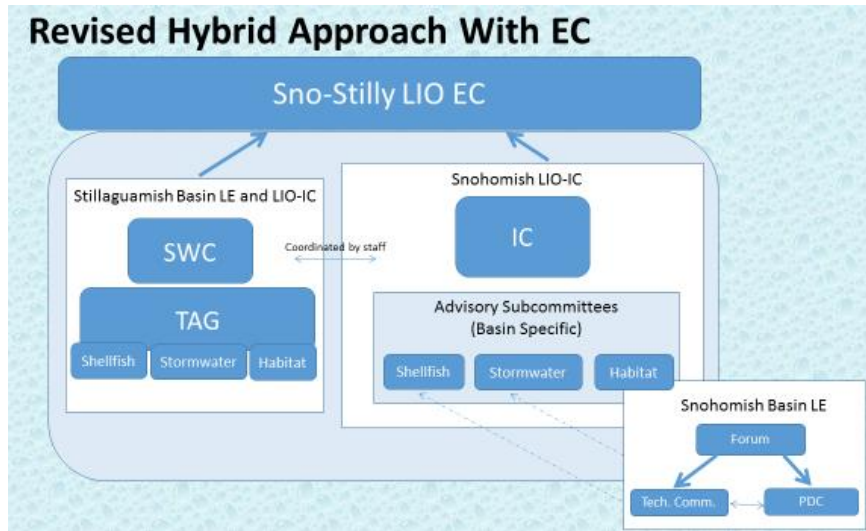 Revised Hybrid Approach With EC
Sno-Stilly LIO EC
Stillaguamish Basin LE and LIO-IC
SWC
TAG
Shellfish
Stormwater
Habitat
Coordinated by staff
Snohomish LIO-IC
IC
Advisory Subcommittees
(Basin Specific)
Shellfish
Stormwater
Habitat
Snohomish Basin LE
Forum
Tech. Comm.
PDC